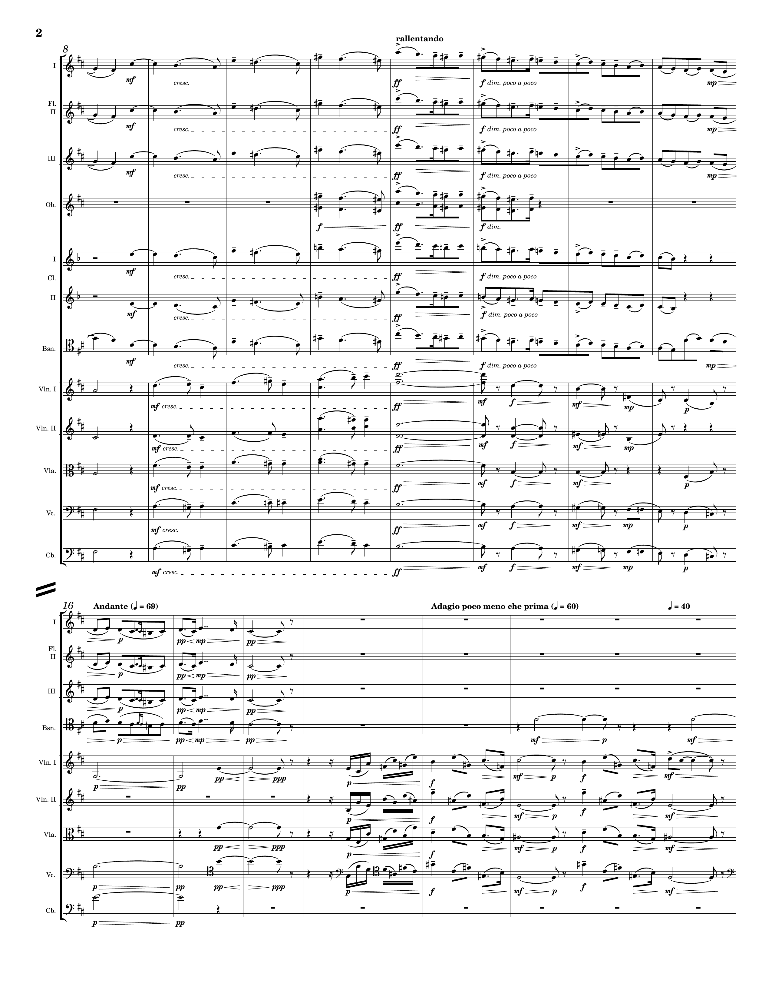 2
rallentando
8
I
mf cresc. ff f dim. poco a poco mp
Fl.
II
mf cresc. ff f dim. poco a poco mp
III
mf cresc. ff f dim. poco a poco mp
Ob.
f ff f dim.
I
mf cresc. ff f dim. poco a poco
Cl.
II
mf cresc. ff f dim. poco a poco
Bsn.
mf cresc. ff f dim. poco a poco mp
Vln. I
mf cresc. ff mf f mf mp p
Vln. II
mf cresc. ff mf f mf mp
Vla.
mf cresc. ff mf f mf p
Vc.
mf cresc. ff mf f mf mp p
Cb.
mf cresc. ff mf f mf mp p
16 Andante (♩ = 69) Adagio poco meno che prima (♩ = 60) ♩ = 40
I
p pp mp pp
Fl.
II
p pp mp pp
III
p pp mp pp
Bsn.
p pp mp pp mf p mf
Vln. I
p pp pp ppp p f mf p f mf
Vln. II
p f mf p f mf
Vla.
pp ppp p f mf p f mf
Vc.
p pp pp ppp p f mf p f mf
Cb.
p pp